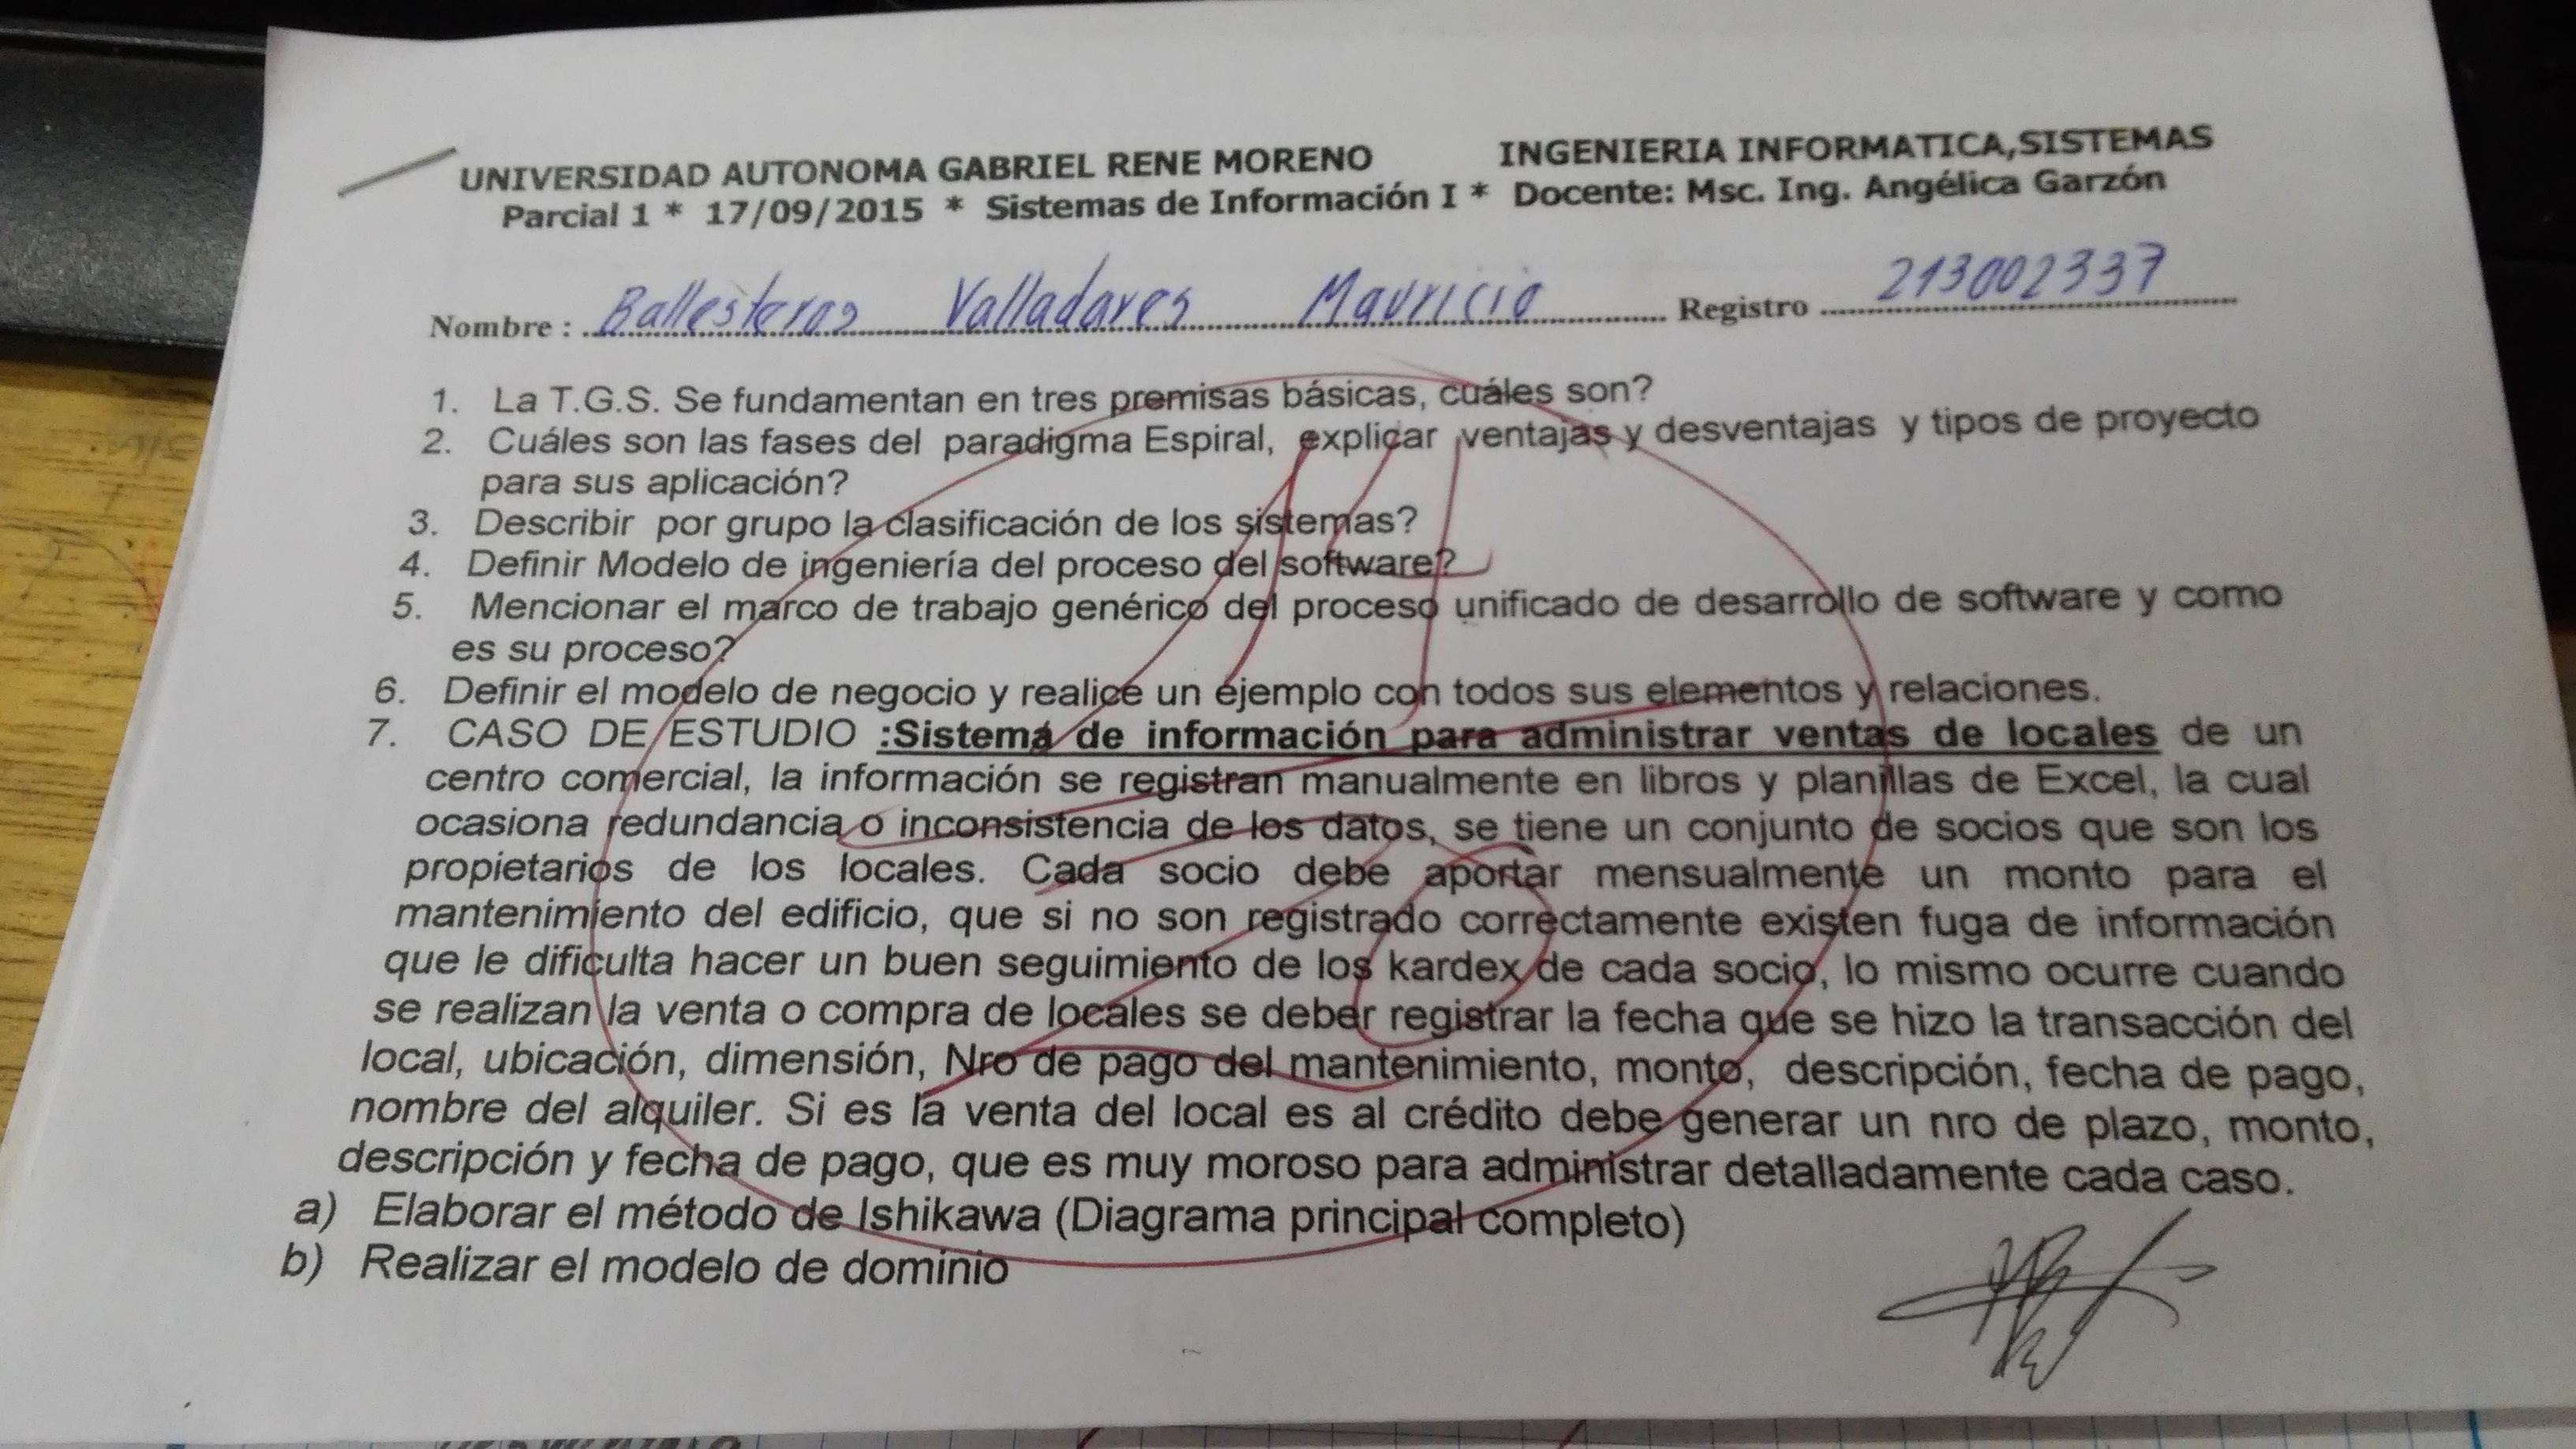 UNIVERSIDAD AUTONOMA GABRIEL RENE MORENO INGENIERIA INFORMATICA,SISTEMAS
Parcial 1 * 17/09/2015 * Sistemas de Información I * Docente: Msc. Ing. Angélica Garzón
Nombre : Ballesteros Valladares Mauricio Registro 213002337
1. La T.G.S. Se fundamentan en tres premisas básicas, cuáles son?
2. Cuáles son las fases del paradigma Espiral, explicar ventajas y desventajas y tipos de proyecto
para sus aplicación?
3. Describir por grupo la clasificación de los sistemas?
4. Definir Modelo de ingeniería del proceso del software?
5. Mencionar el marco de trabajo genérico del proceso unificado de desarrollo de software y como
es su proceso?
6. Definir el modelo de negocio y realice un ejemplo con todos sus elementos y relaciones.
7. CASO DE ESTUDIO :Sistema de información para administrar ventas de locales de un
centro comercial, la información se registran manualmente en libros y planillas de Excel, la cual
ocasiona redundancia o inconsistencia de los datos, se tiene un conjunto de socios que son los
propietarios de los locales. Cada socio debe aportar mensualmente un monto para el
mantenimiento del edificio, que si no son registrado correctamente existen fuga de información
que le dificulta hacer un buen seguimiento de los kardex de cada socio, lo mismo ocurre cuando
se realizan la venta o compra de locales se deber registrar la fecha que se hizo la transacción del
local, ubicación, dimensión, Nro de pago del mantenimiento, monto, descripción, fecha de pago,
nombre del alquiler. Si es la venta del local es al crédito debe generar un nro de plazo, monto,
descripción y fecha de pago, que es muy moroso para administrar detalladamente cada caso.
a) Elaborar el método de Ishikawa (Diagrama principal completo)
b) Realizar el modelo de dominio